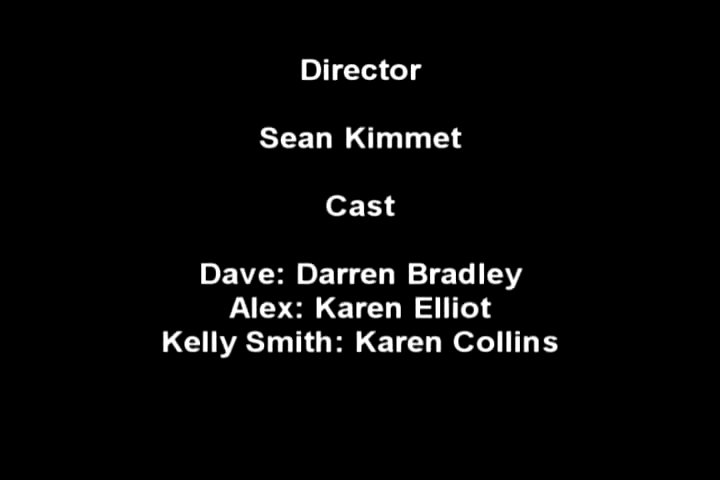 Director
Sean Kimmet
Cast
Dave: Darren Bradley
Alex: Karen Elliot
Kelly Smith: Karen Collins